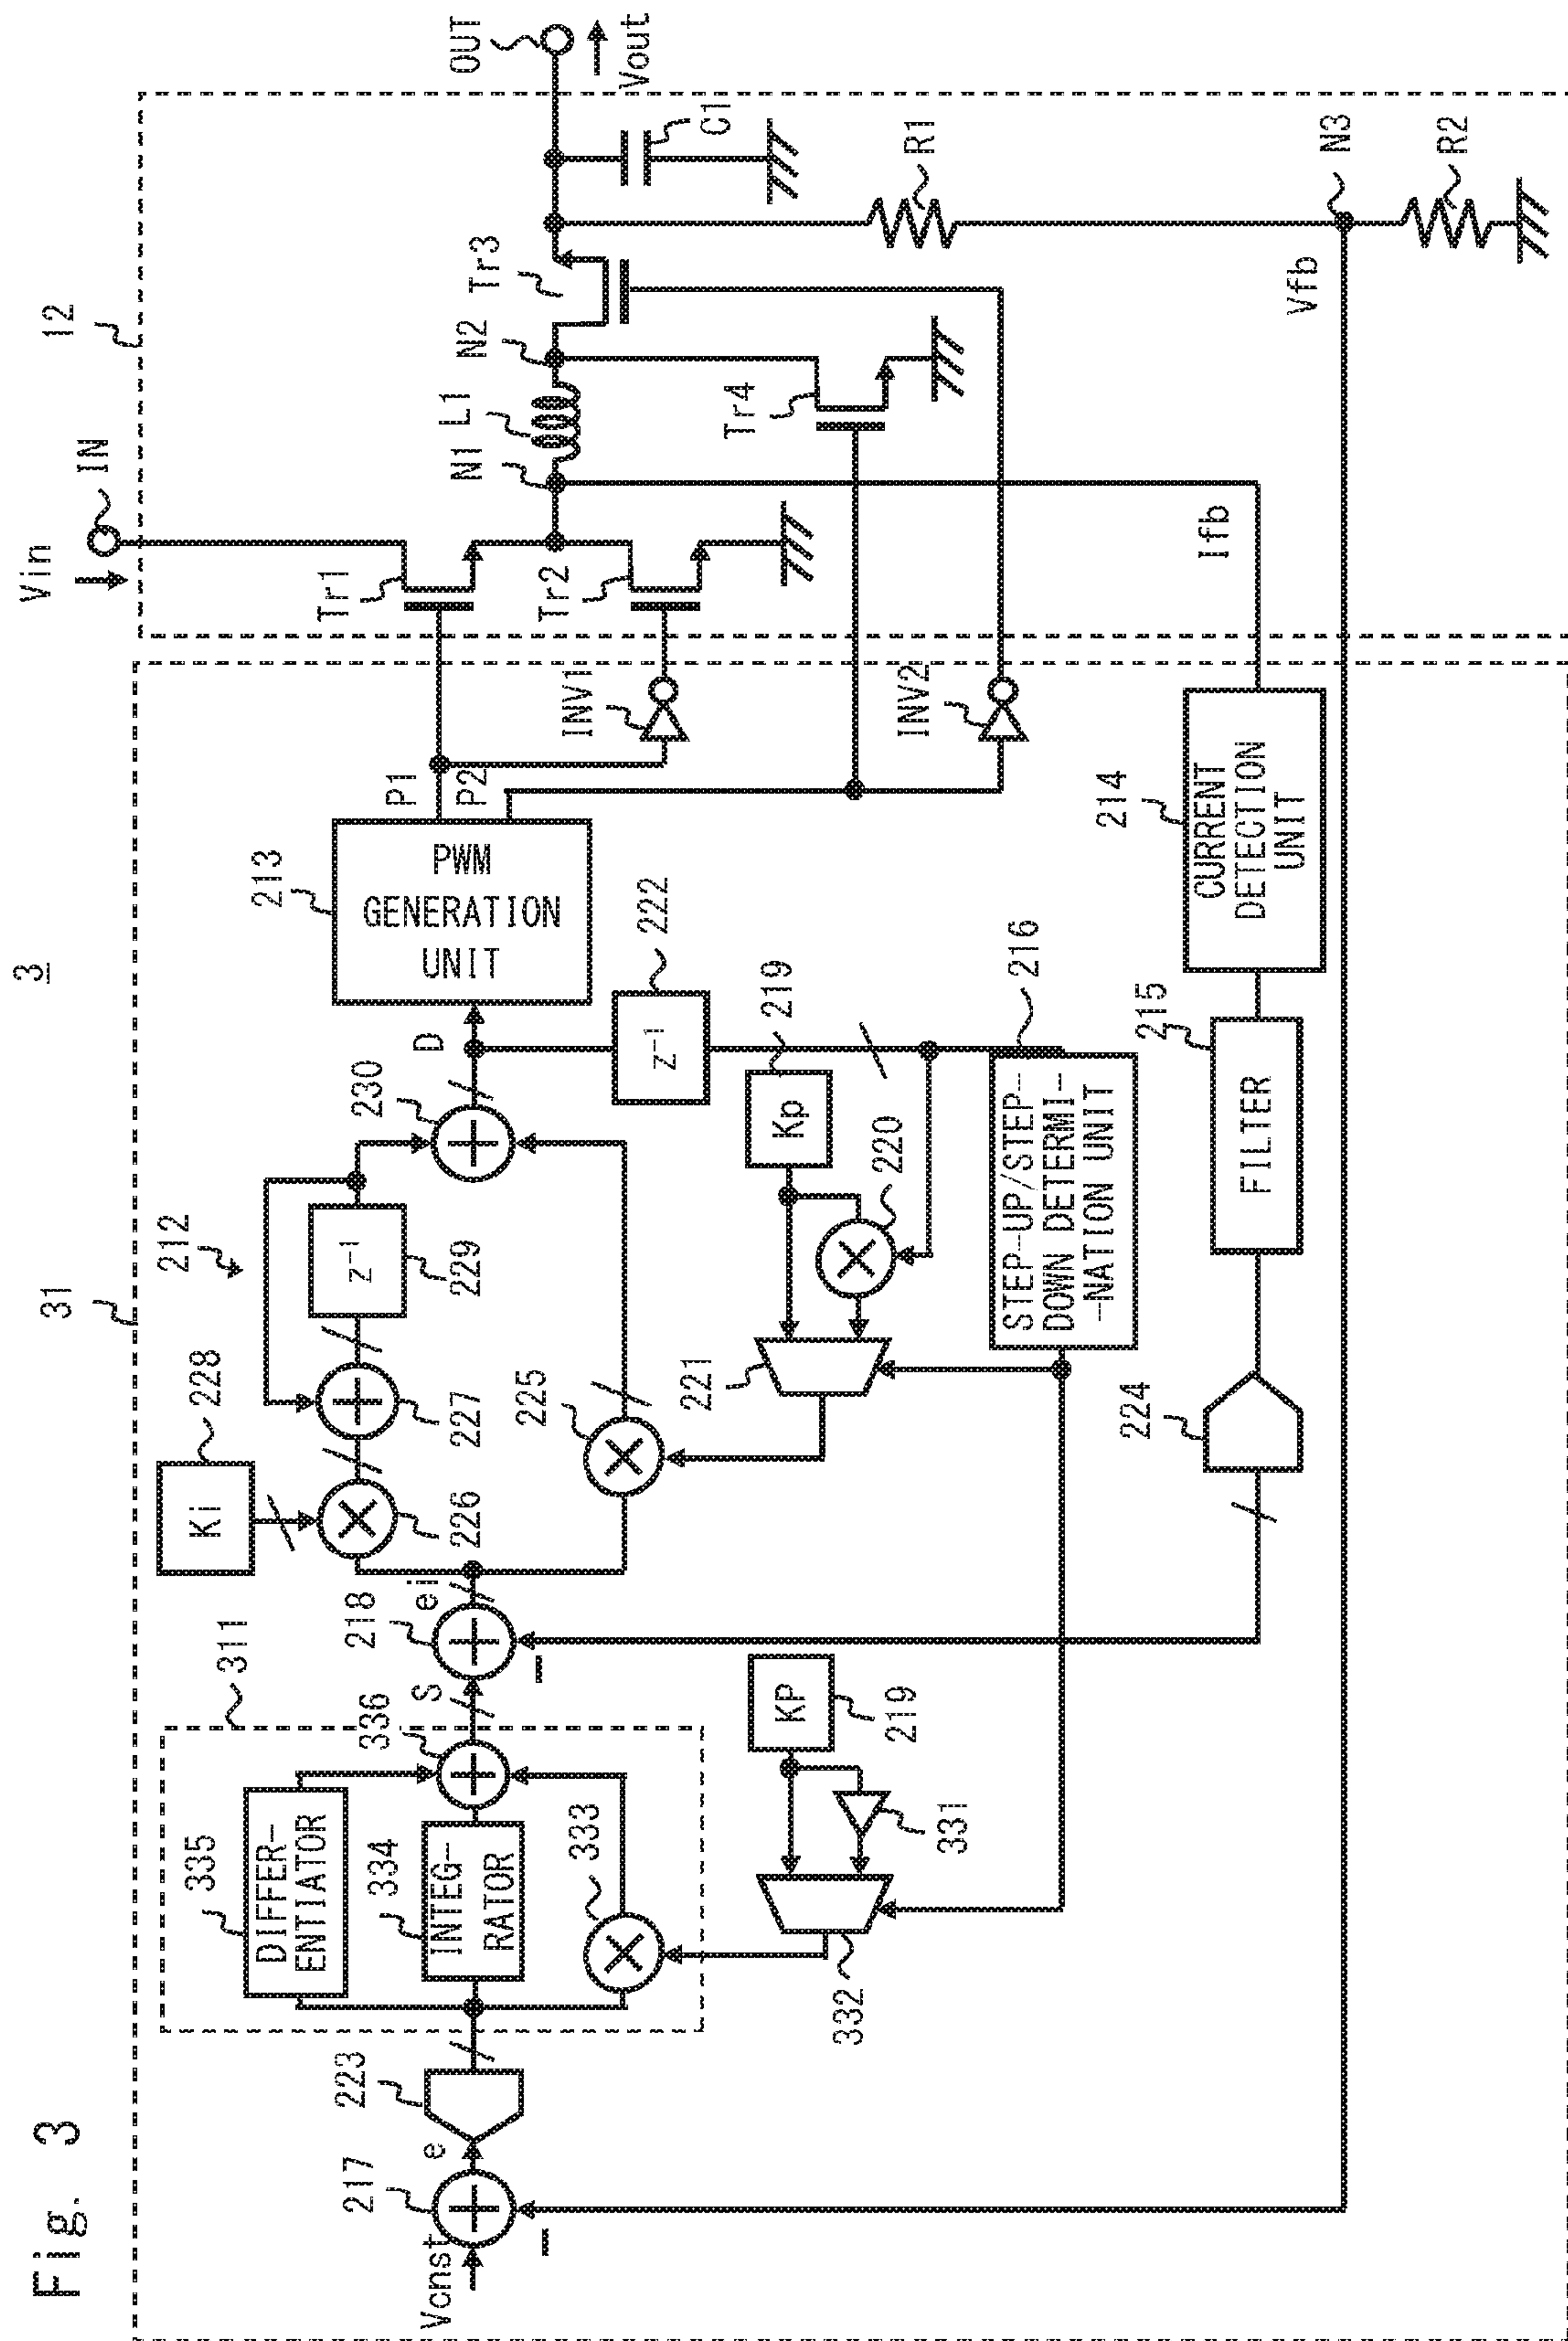 Fig. 3
3
31
12
Vin
IN
OUT
Vout
Tr1
Tr2
N1
L1
N2
Tr3
Tr4
C1
R1
N3
R2
Vfb
Ifb
311
335
DIFFER-
ENTIATOR
334
INTEG-
RATOR
333
336
S
218
ei
228
Ki
226
227
212
z⁻¹
229
230
D
213
PWM
GENERATION
UNIT
P1
P2
INV1
INV2
Vcnst
217
e
223
225
222
z⁻¹
219
Kp
220
221
216
STEP-UP/STEP-
DOWN DETERMI-
-NATION UNIT
KP
219
331
332
224
215
FILTER
214
CURRENT
DETECTION
UNIT